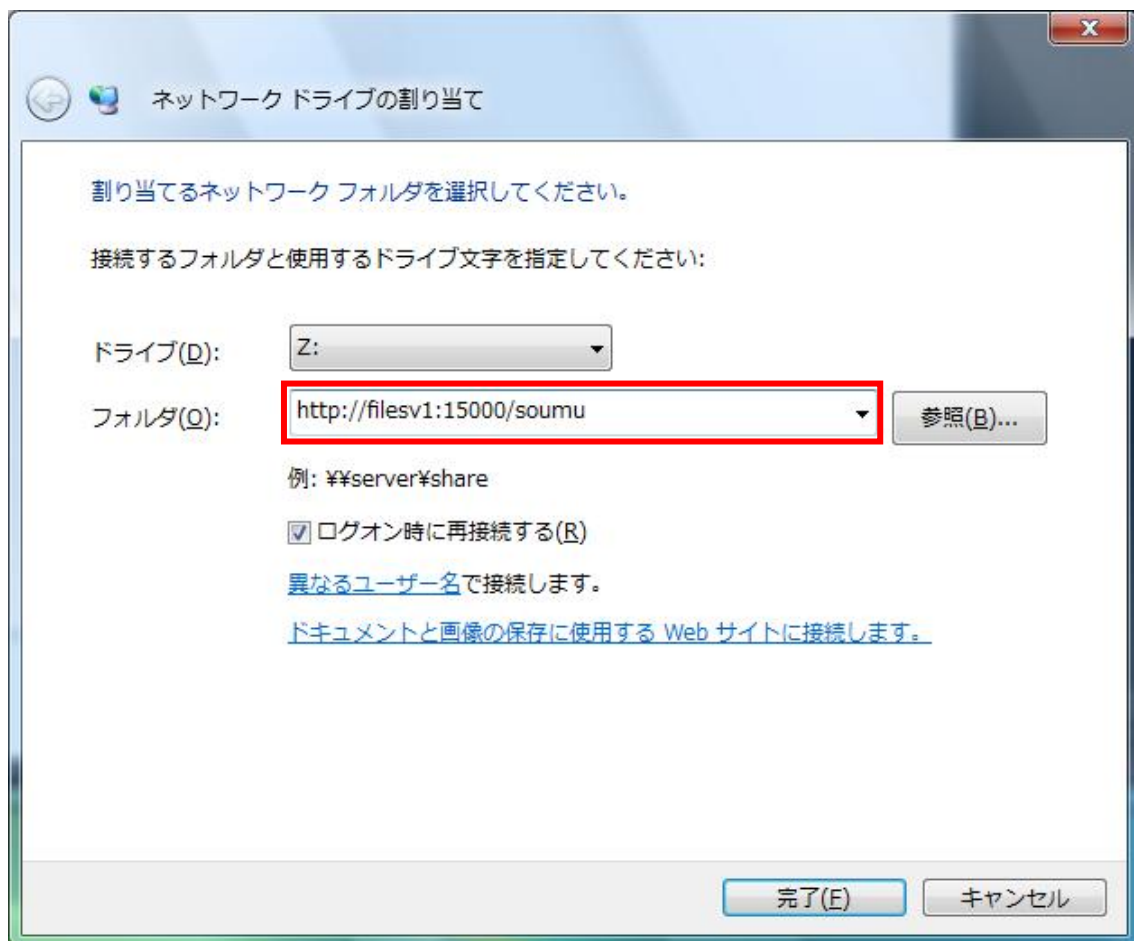 ネットワーク ドライブの割り当て
割り当てるネットワーク フォルダを選択してください。
接続するフォルダと使用するドライブ文字を指定してください:
ドライブ(D): Z:
フォルダ(O): http://filesv1:15000/soumu 参照(B)...
例: ¥¥server¥share
ログオン時に再接続する(R)
異なるユーザー名で接続します。
ドキュメントと画像の保存に使用する Web サイトに接続します。
完了(F) キャンセル